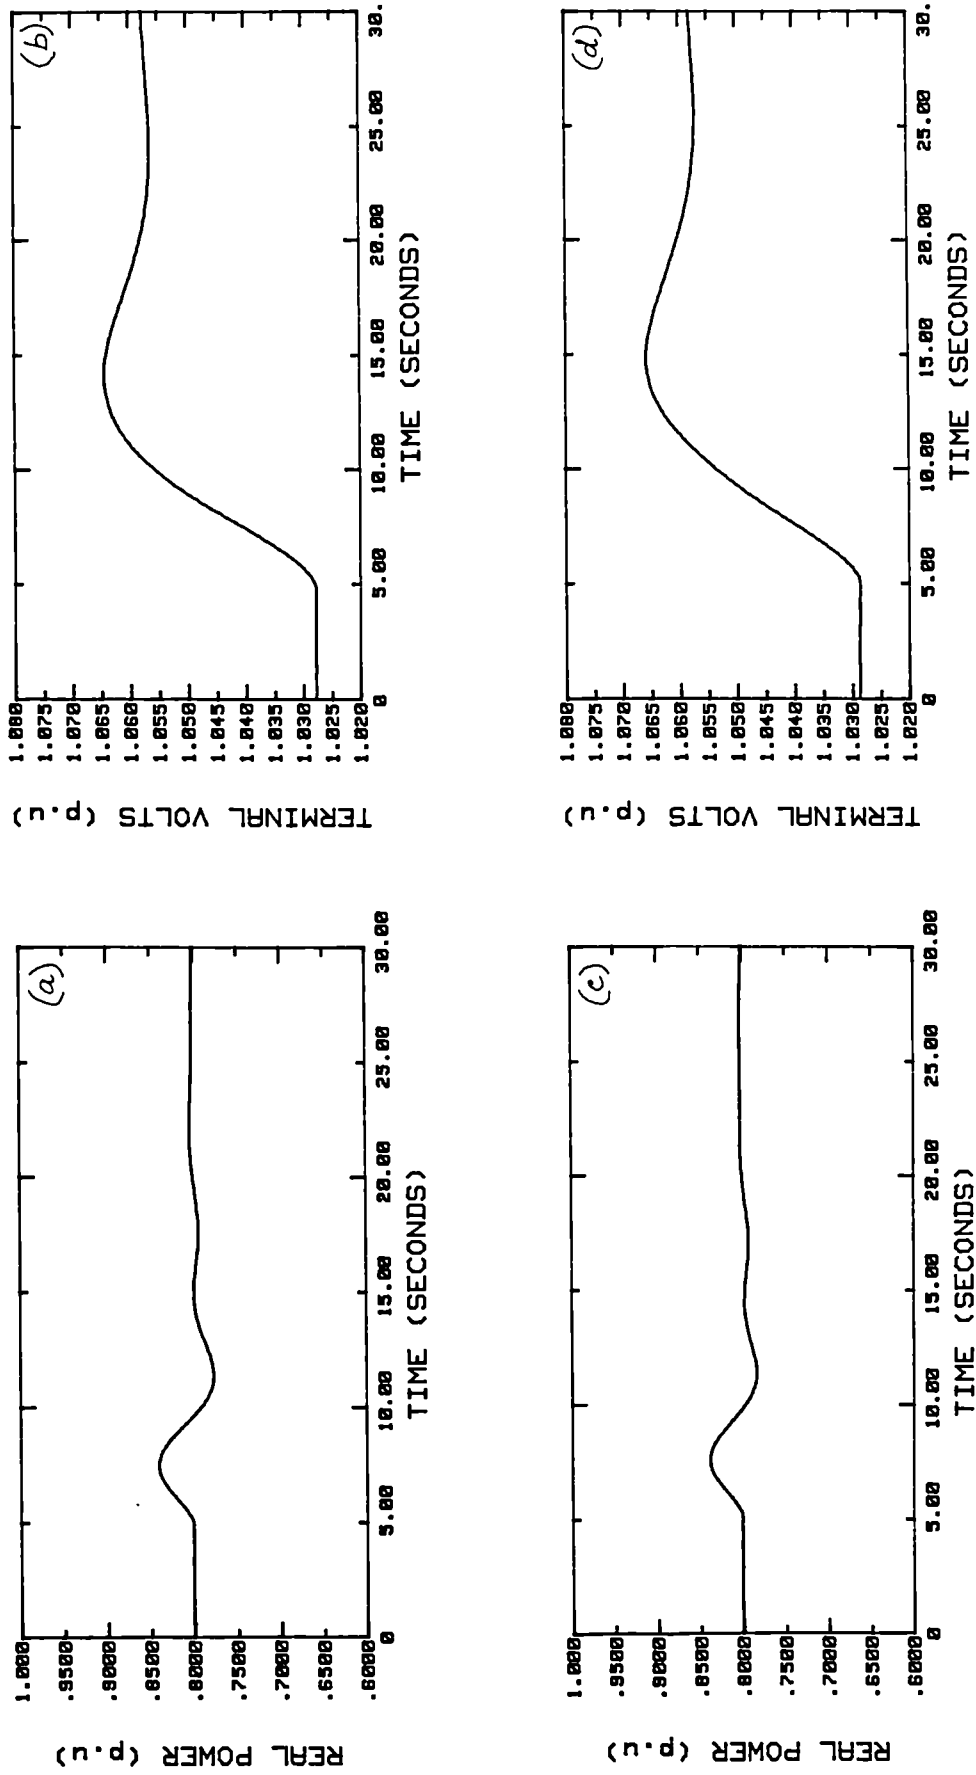 REAL POWER (p.u)
1.000
.9500
.9000
.8500
.8000
.7500
.7000
.6500
.6000
(a)
0 5.00 10.00 15.00 20.00 25.00 30.00
TIME (SECONDS)
TERMINAL VOLTS (p.u)
1.080
1.075
1.070
1.065
1.060
1.055
1.050
1.045
1.040
1.035
1.030
1.025
1.020
(b)
0 5.00 10.00 15.00 20.00 25.00 30.
TIME (SECONDS)
REAL POWER (p.u)
1.000
.9500
.9000
.8500
.8000
.7500
.7000
.6500
.6000
(c)
0 5.00 10.00 15.00 20.00 25.00 30.00
TIME (SECONDS)
TERMINAL VOLTS (p.u)
1.080
1.075
1.070
1.065
1.060
1.055
1.050
1.045
1.040
1.035
1.030
1.025
1.020
(d)
0 5.00 10.00 15.00 20.00 25.00 30.
TIME (SECONDS)